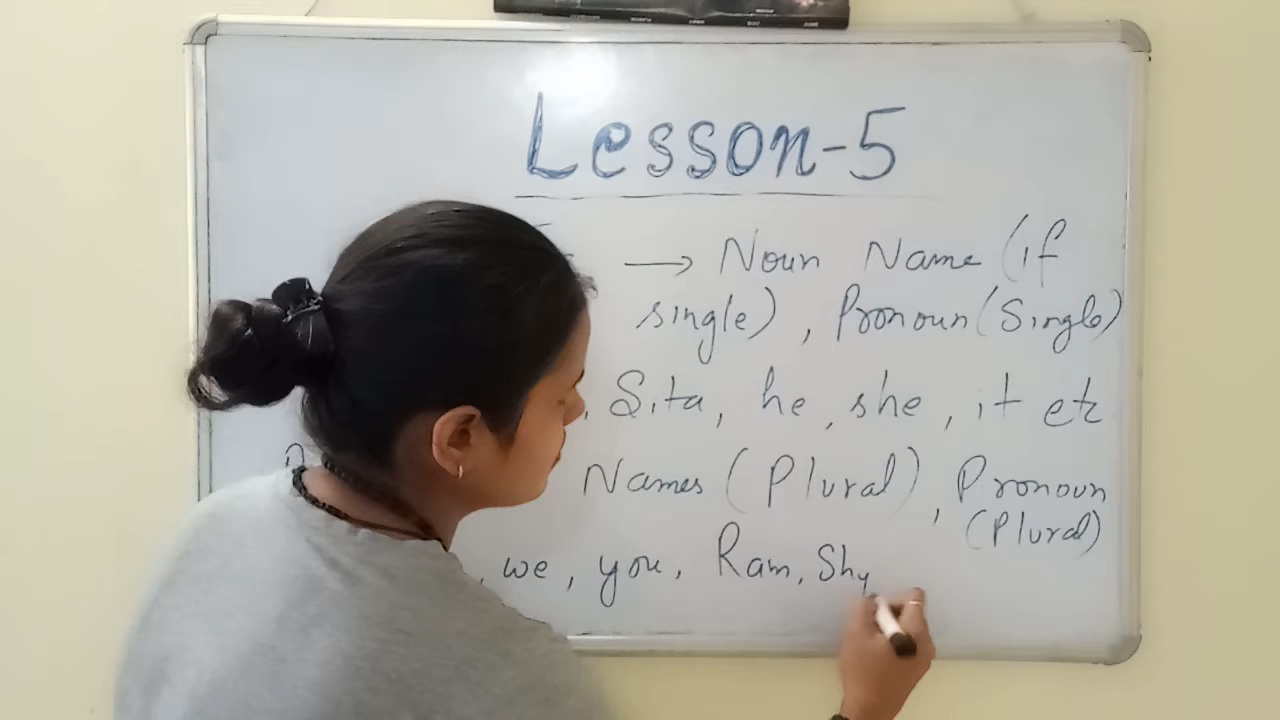 Lesson-5
→ Noun Name (if
single), Pronoun (Single)
Sita, he, she, it etc
Names (Plural), Pronoun
(Plural)
, we, you, Ram, Shy